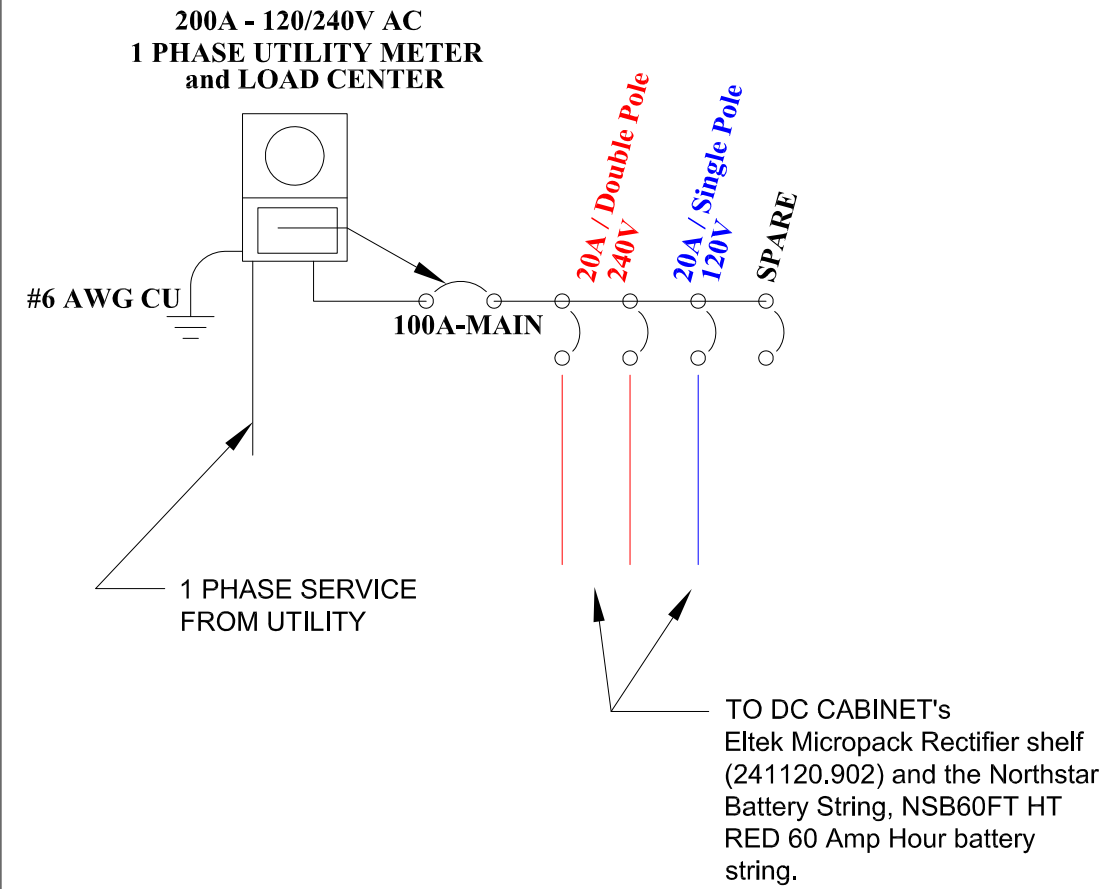 200A - 120/240V AC
1 PHASE UTILITY METER
and LOAD CENTER
20A / Double Pole
240V
20A / Single Pole
120V
SPARE
#6 AWG CU
100A-MAIN
1 PHASE SERVICE
FROM UTILITY
TO DC CABINET's
Eltek Micropack Rectifier shelf
(241120.902) and the Northstar
Battery String, NSB60FT HT
RED 60 Amp Hour battery
string.